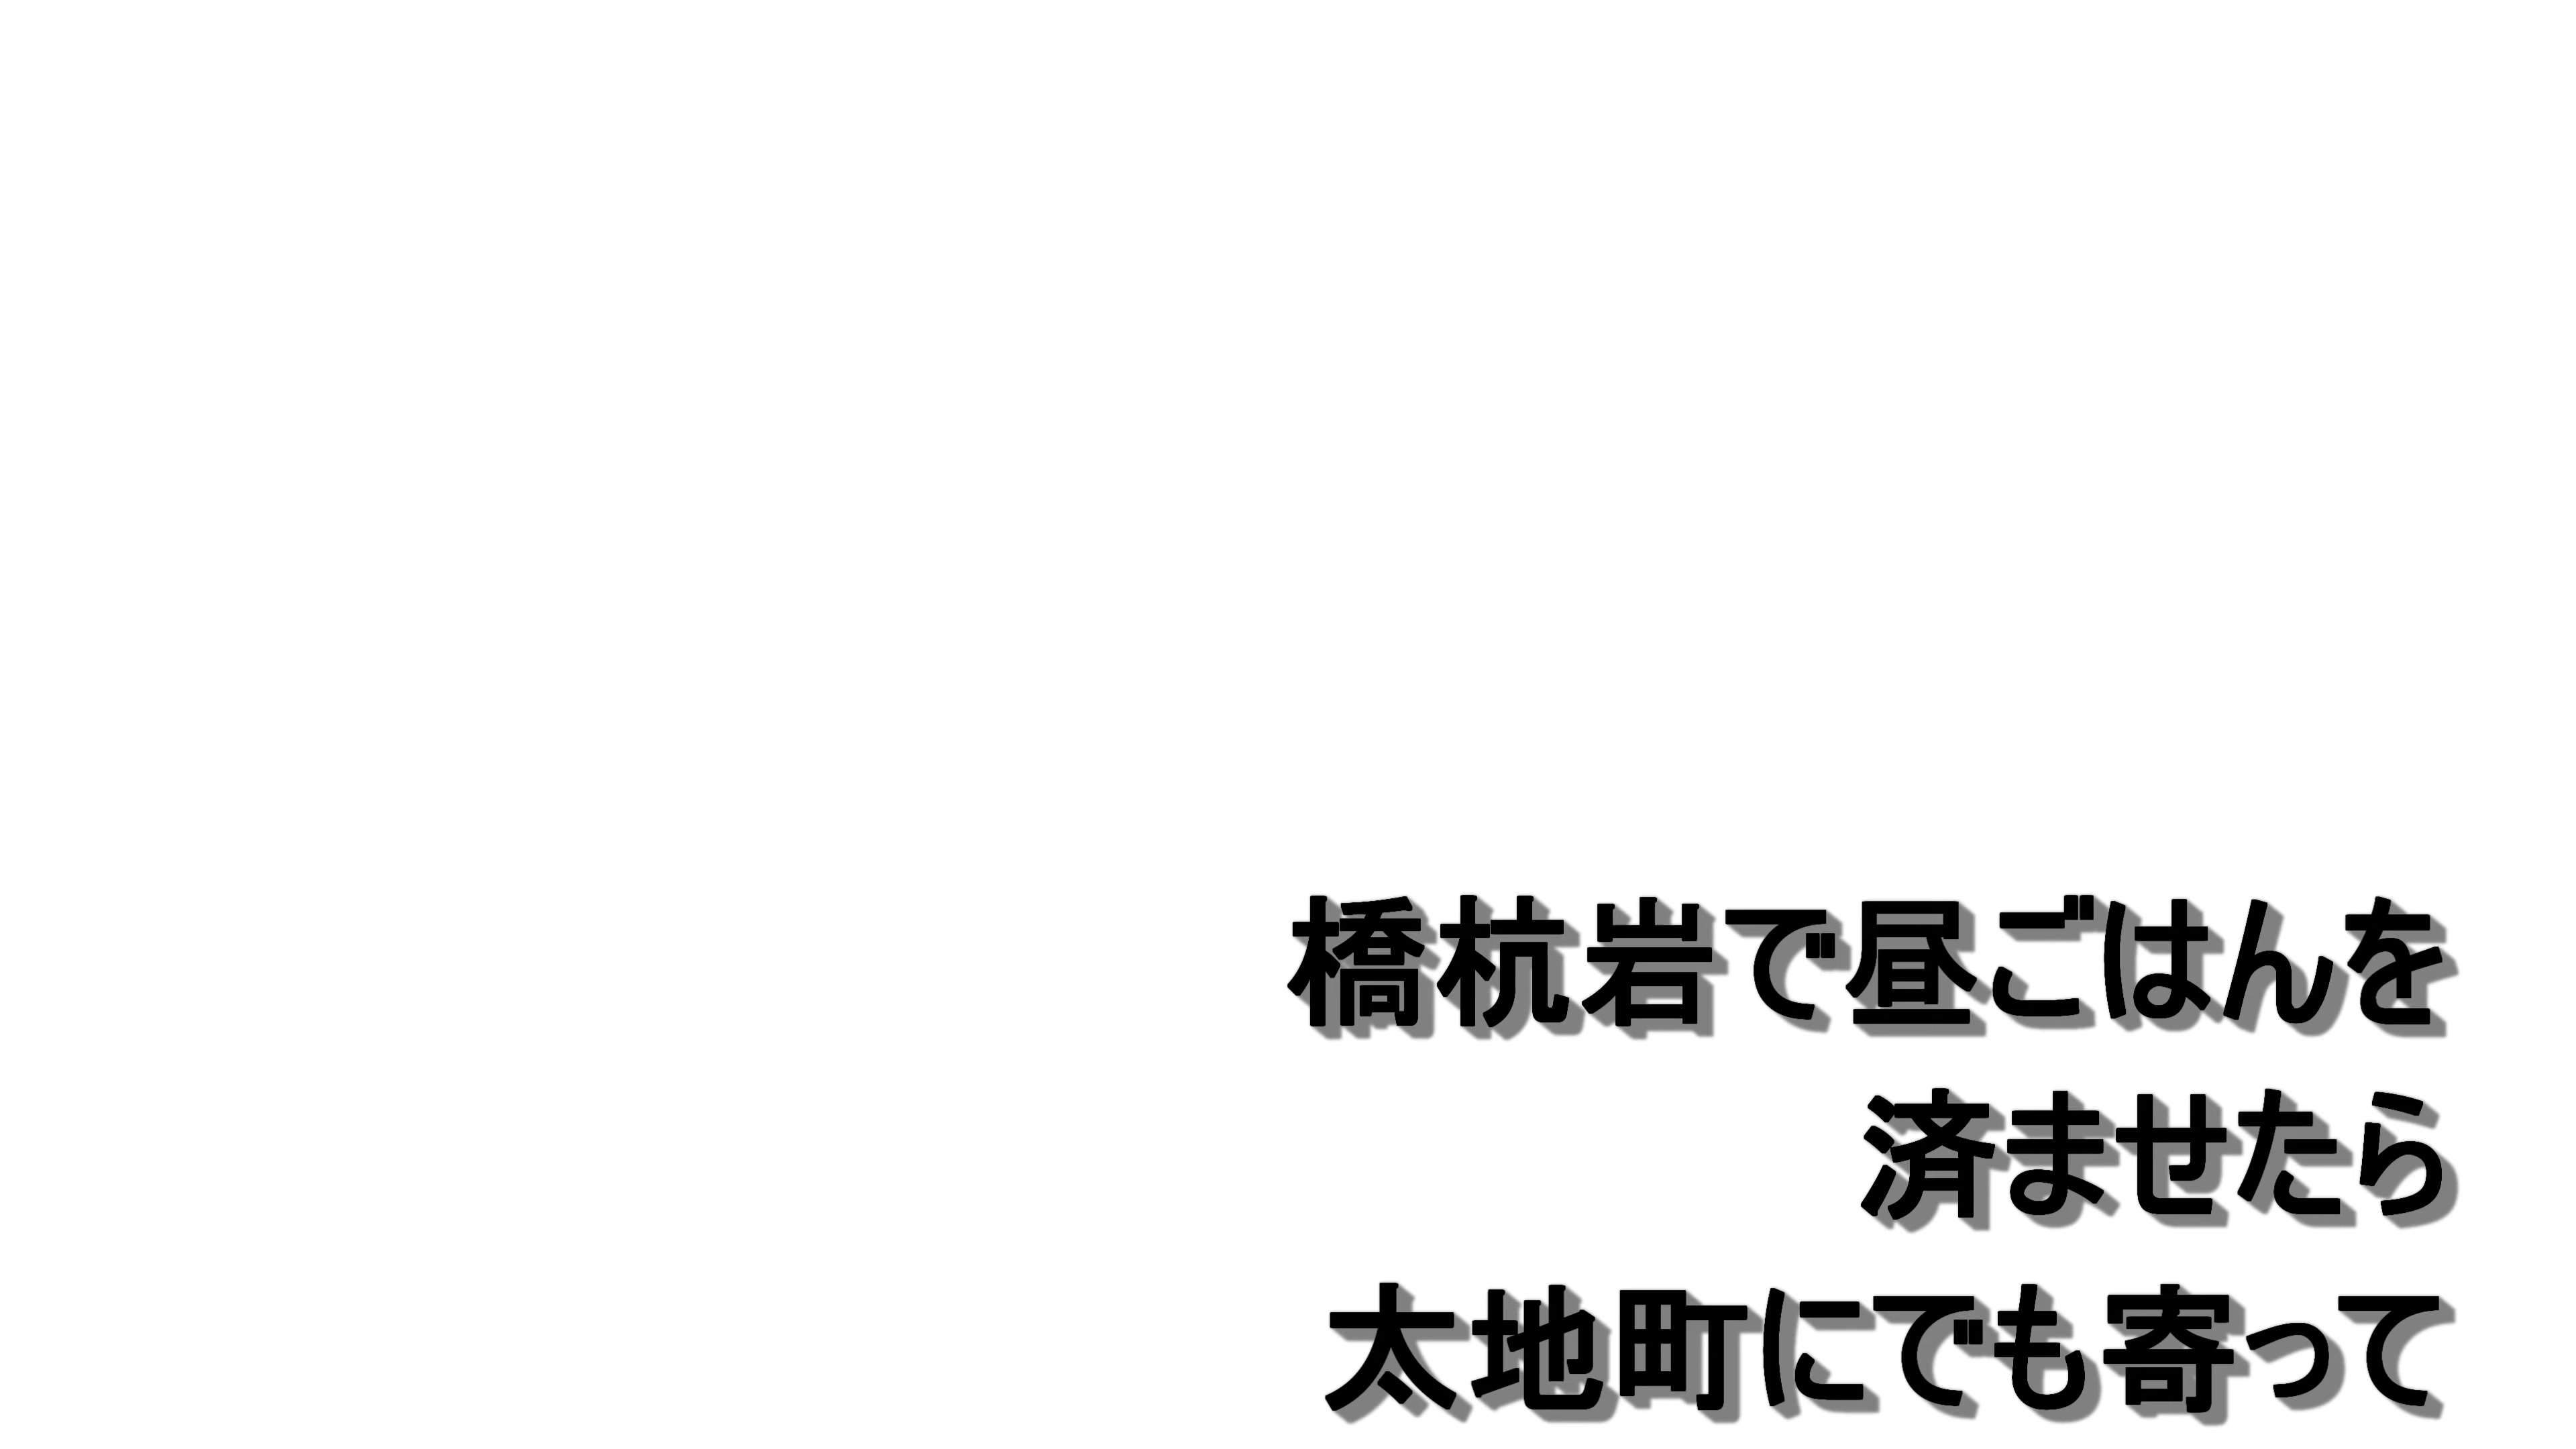 橋杭岩で昼ごはんを
済ませたら
太地町にでも寄って